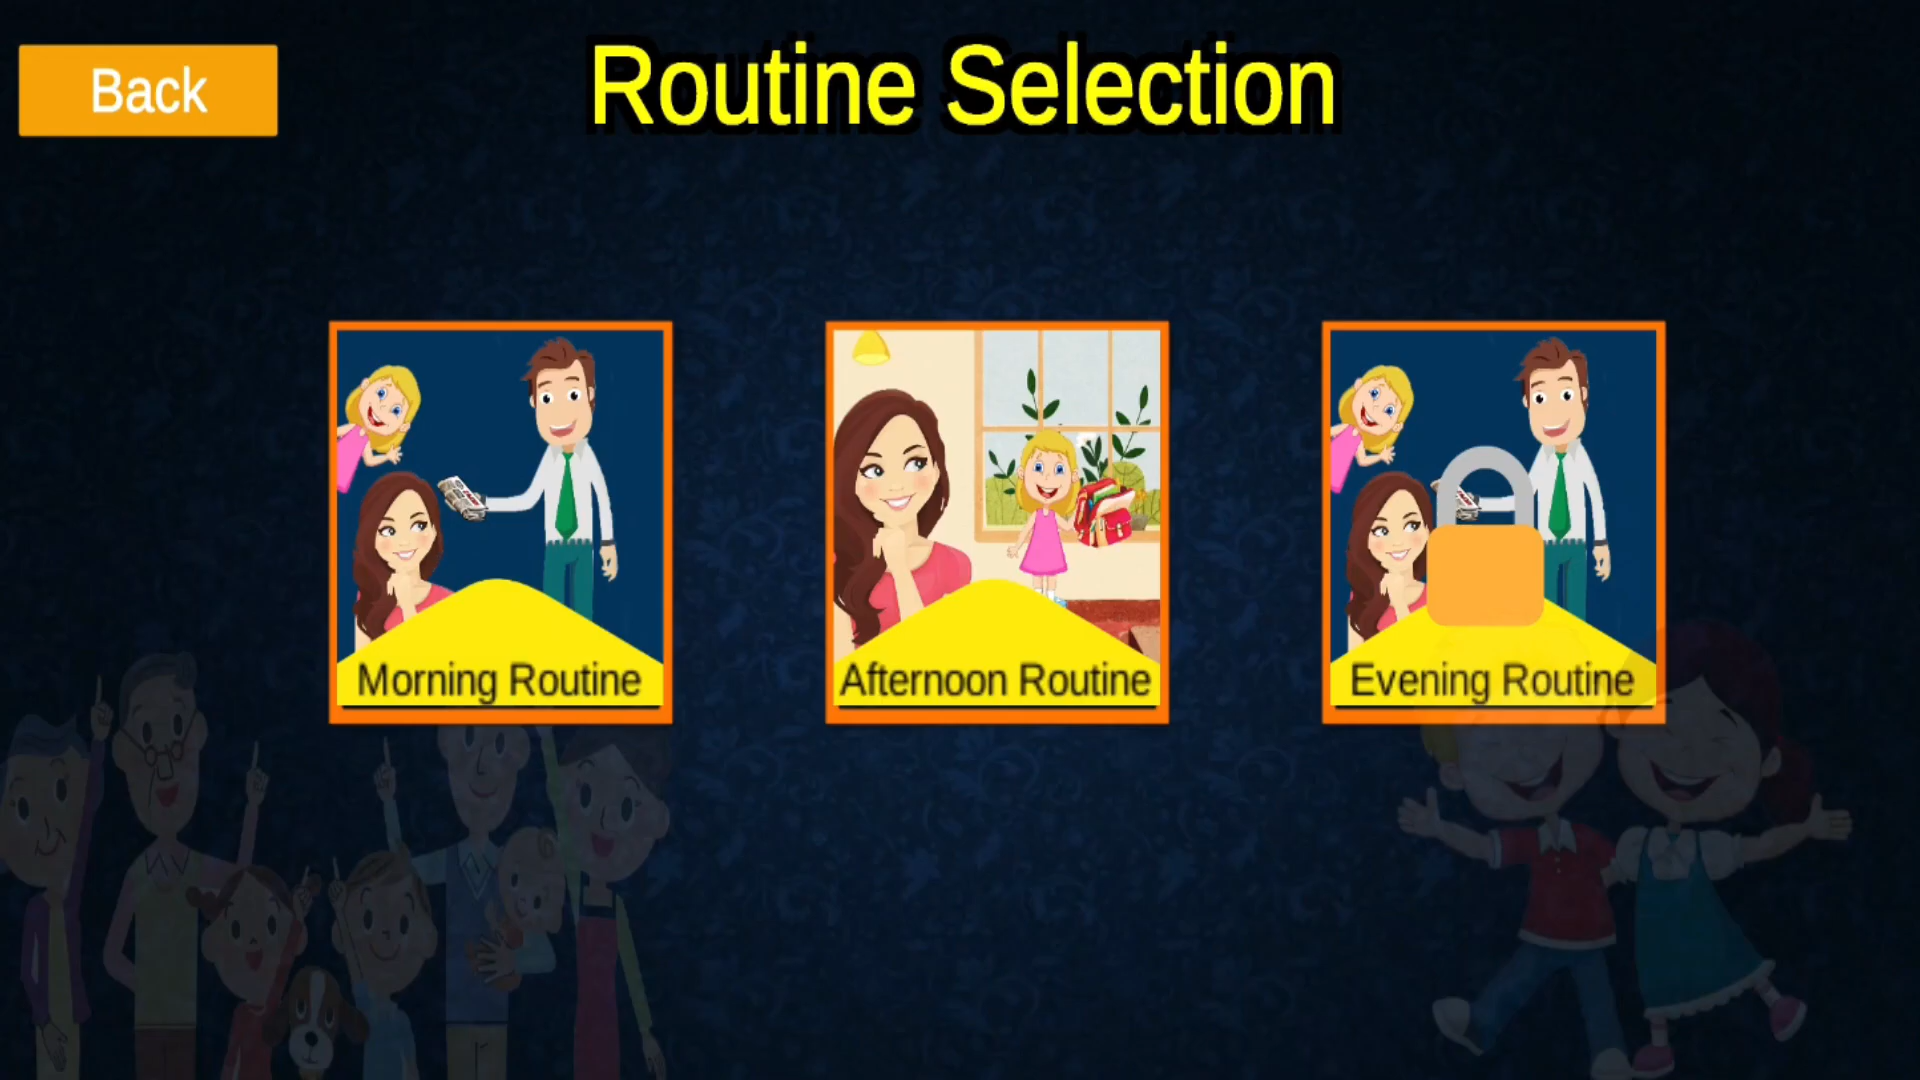 Back
Routine Selection
Morning Routine
Afternoon Routine
Evening Routine